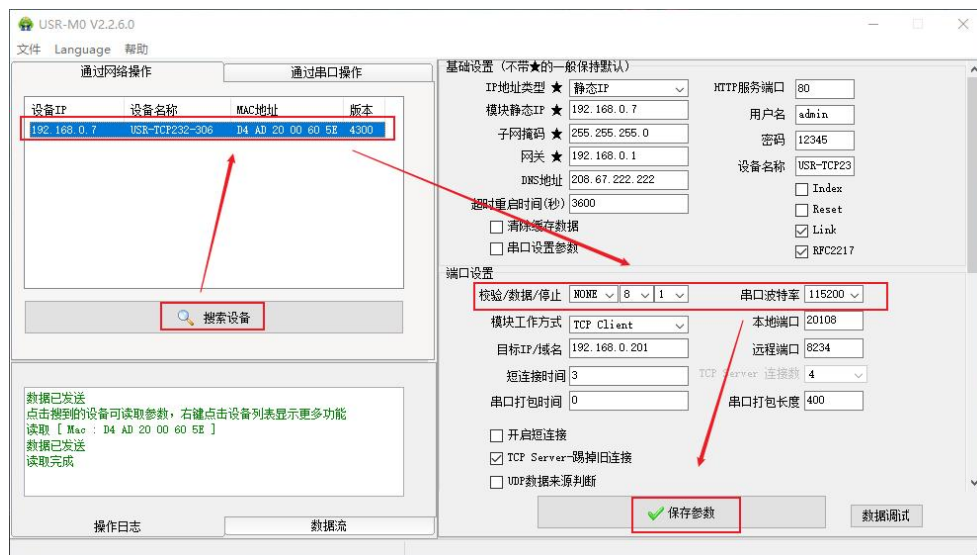 USR-M0 V2.2.6.0
文件 Language 帮助
通过网络操作 通过串口操作
设备IP 设备名称 MAC地址 版本
192.168.0.7 USR-TCP232-306 D4 AD 20 00 60 5E 4300
搜索设备
数据已发送
点击搜到的设备可读取参数，右键点击设备列表显示更多功能
读取 [ Mac : D4 AD 20 00 60 5E ]
数据已发送
读取完成
操作日志 数据流
基础设置 (不带★的一般保持默认)
IP地址类型 ★ 静态IP HTTP服务端口 80
模块静态IP ★ 192.168.0.7 用户名 admin
子网掩码 ★ 255.255.255.0 密码 12345
网关 ★ 192.168.0.1 设备名称 USR-TCP23
DNS地址 208.67.222.222 Index
超时重启时间(秒) 3600 Reset
清除缓存数据 Link
串口设置参数 RFC2217
端口设置
校验/数据/停止 NONE 8 1 串口波特率 115200
模块工作方式 TCP Client 本地端口 20108
目标IP/域名 192.168.0.201 远程端口 8234
短连接时间 3 TCP Server 连接数 4
串口打包时间 0 串口打包长度 400
开启短连接
TCP Server-踢掉旧连接
UDP数据来源判断
保存参数 数据调试